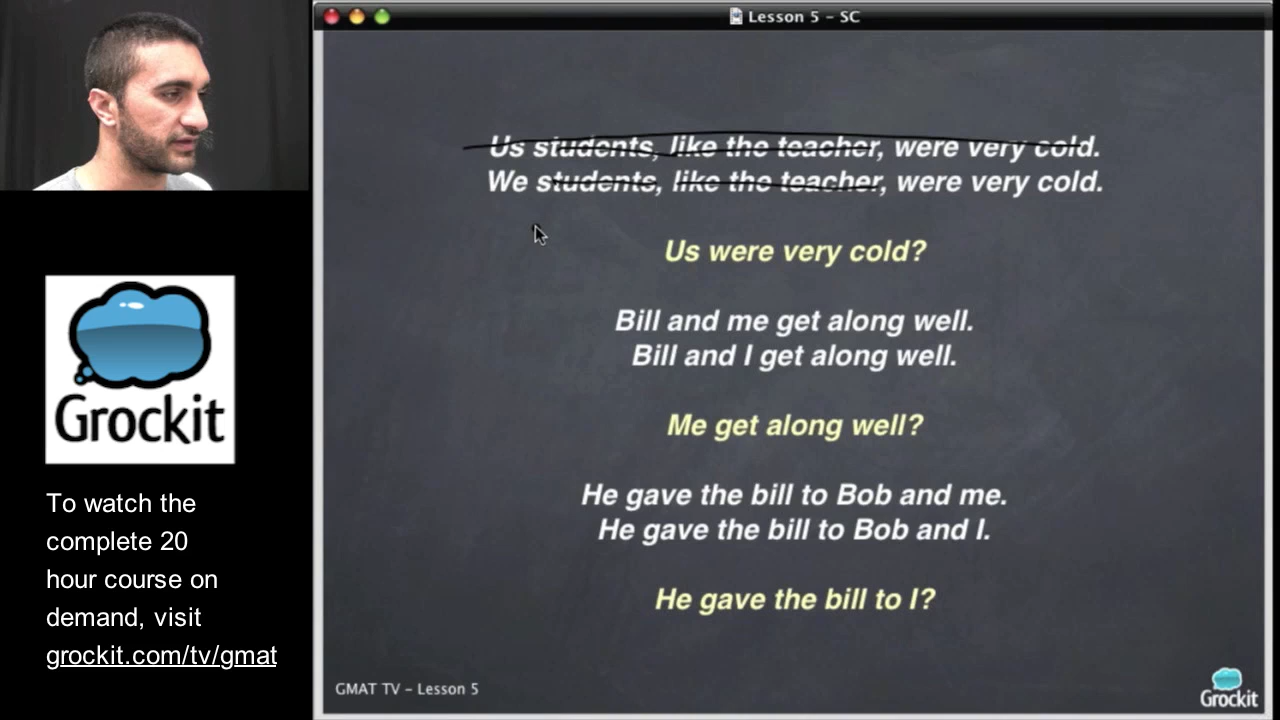 Lesson 5 – SC
Us students, like the teacher, were very cold.
We students, like the teacher, were very cold.
Us were very cold?
Bill and me get along well.
Bill and I get along well.
Me get along well?
He gave the bill to Bob and me.
He gave the bill to Bob and I.
He gave the bill to I?
GMAT TV – Lesson 5
Grockit
Grockit
To watch the
complete 20
hour course on
demand, visit
grockit.com/tv/gmat